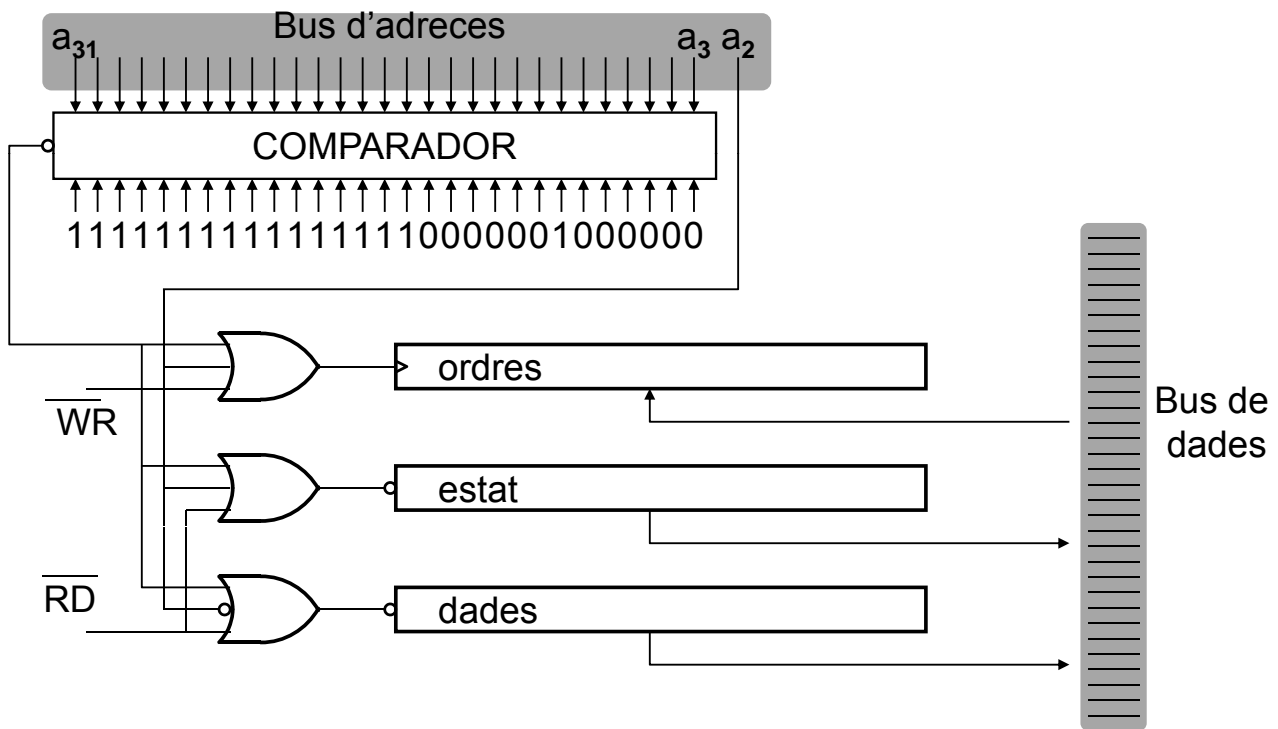 Bus d'adreces
a31 a3 a2
COMPARADOR
11111111111111110000001000000
ordres
WR
Bus de
dades
estat
RD
dades